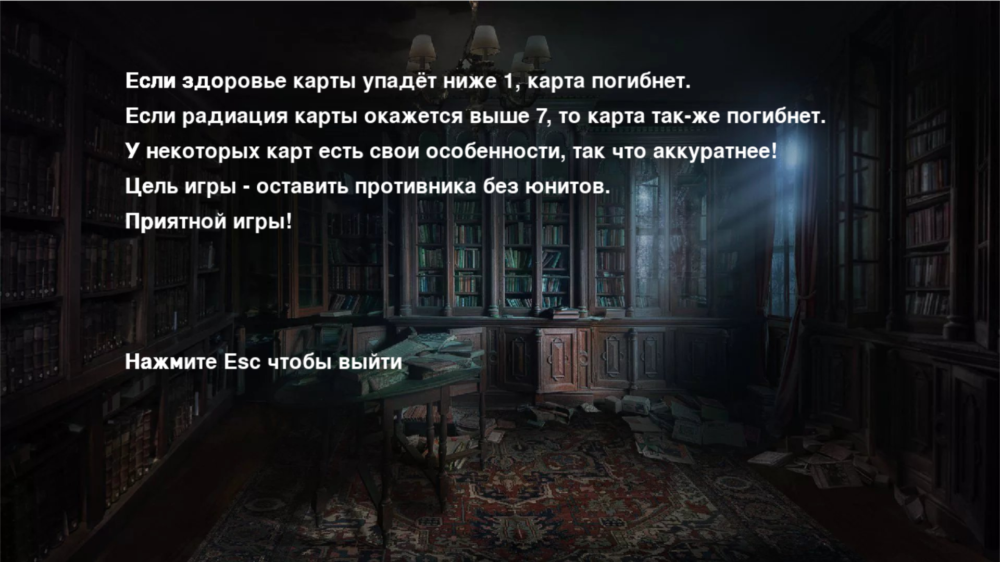 Если здоровье карты упадёт ниже 1, карта погибнет.
Если радиация карты окажется выше 7, то карта так-же погибнет.
У некоторых карт есть свои особенности, так что аккуратнее!
Цель игры - оставить противника без юнитов.
Приятной игры!
Нажмите Esc чтобы выйти